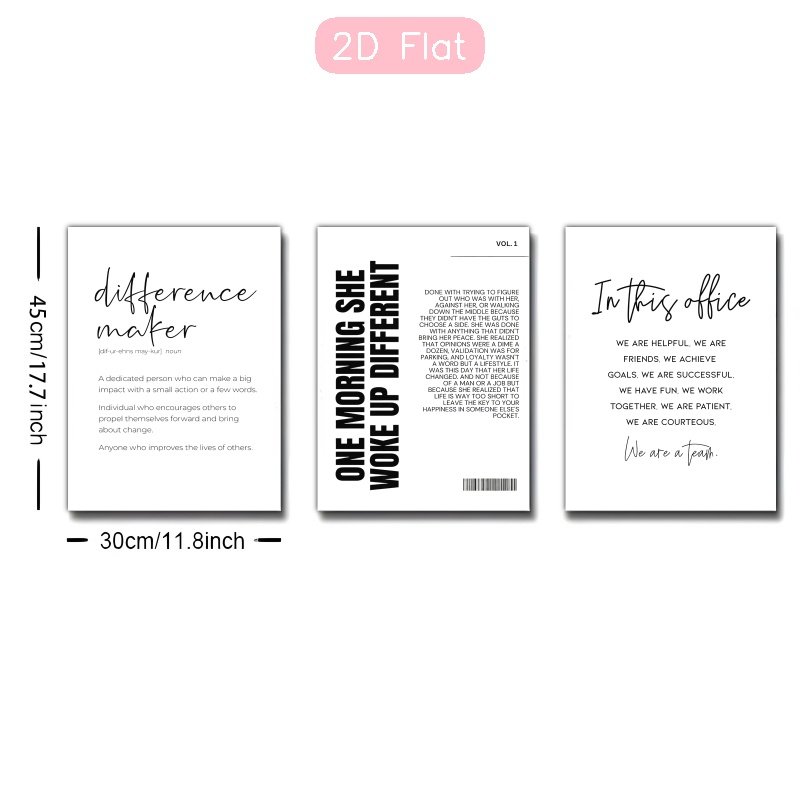 2D Flat
45cm/17.7inch
30cm/11.8inch
difference
maker
[dif-ur-ehns may-kur] noun
A dedicated person who can make a big
impact with a small action or a few words.
Individual who encourages others to
propel themselves forward and bring
about change.
Anyone who improves the lives of others.
VOL. 1
ONE MORNING SHE
WOKE UP DIFFERENT
DONE WITH TRYING TO FIGURE
OUT WHO WAS WITH HER,
AGAINST HER, OR WALKING
DOWN THE MIDDLE BECAUSE
THEY DIDN'T HAVE THE GUTS TO
CHOOSE A SIDE. SHE WAS DONE
WITH ANYTHING THAT DIDN'T
BRING HER PEACE. SHE REALIZED
THAT OPINIONS WERE A DIME A
DOZEN, VALIDATION WAS FOR
PARKING, AND LOYALTY WASN'T
A WORD BUT A LIFESTYLE. IT
WAS THIS DAY THAT HER LIFE
CHANGED. AND NOT BECAUSE
OF A MAN OR A JOB BUT
BECAUSE SHE REALIZED THAT
LIFE IS WAY TOO SHORT TO
LEAVE THE KEY TO YOUR
HAPPINESS IN SOMEONE ELSE'S
POCKET.
In this office
WE ARE HELPFUL, WE ARE
FRIENDS, WE ACHIEVE
GOALS, WE ARE SUCCESSFUL,
WE HAVE FUN, WE WORK
TOGETHER, WE ARE PATIENT,
WE ARE COURTEOUS,
We are a team.